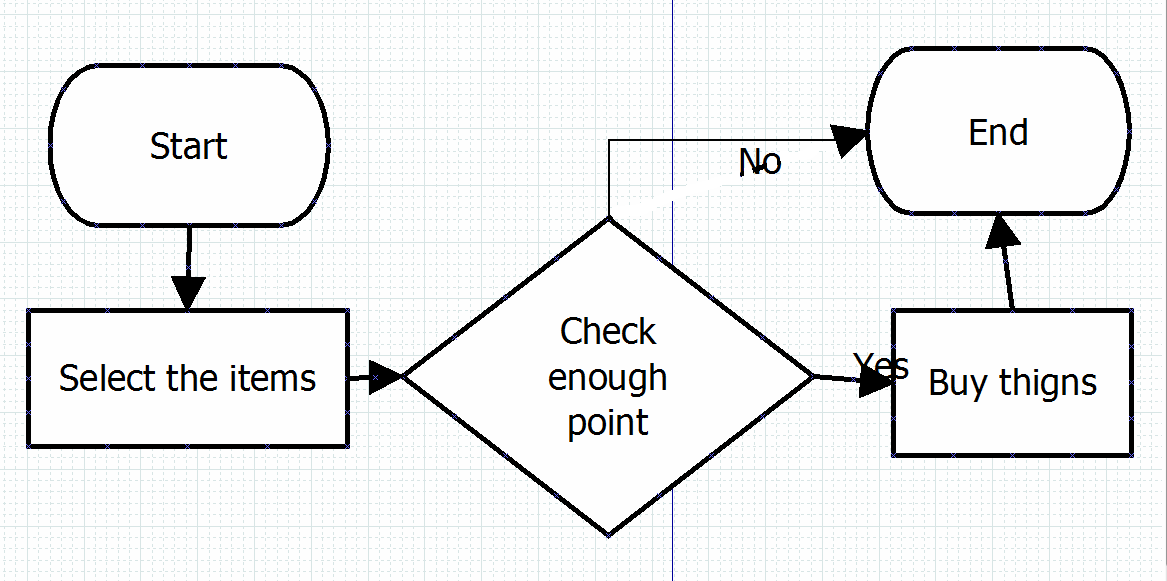 Start
End
No
Select the items
Check
enough
point
Yes
Buy thigns